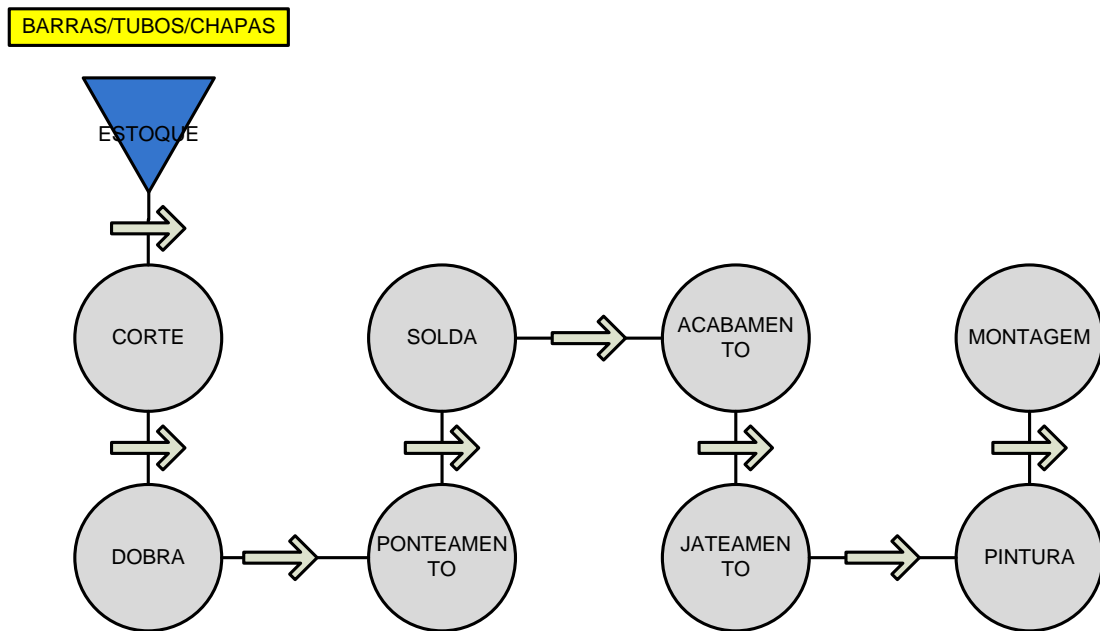 BARRAS/TUBOS/CHAPAS
ESTOQUE
CORTE
SOLDA
ACABAMEN
TO
MONTAGEM
DOBRA
PONTEAMEN
TO
JATEAMEN
TO
PINTURA